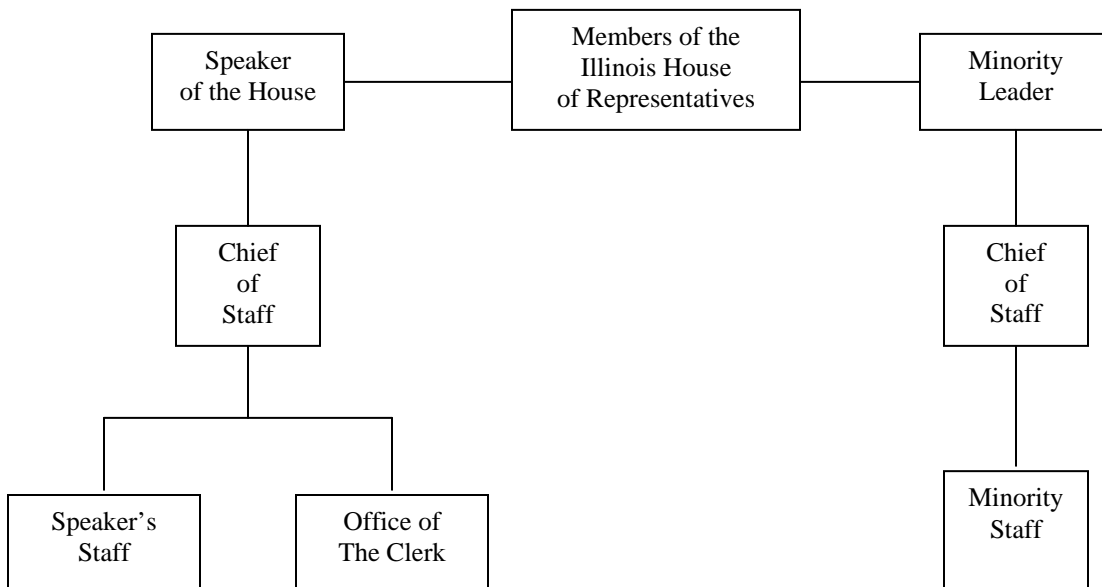 Speaker
of the House
Members of the
Illinois House
of Representatives
Minority
Leader
Chief
of
Staff
Chief
of
Staff
Speaker’s
Staff
Office of
The Clerk
Minority
Staff